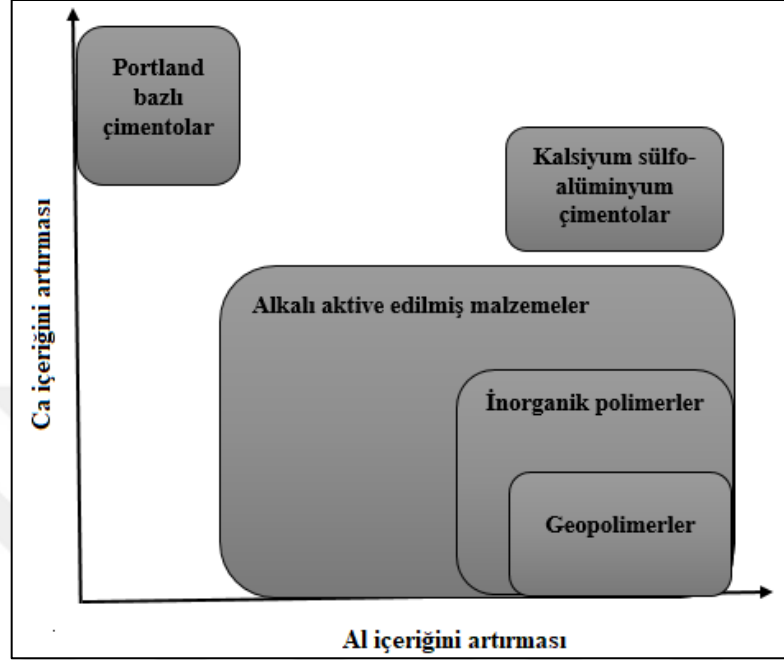 Portland
bazlı
çimentolar
Kalsiyum sülfo-
alüminyum
çimentolar
Alkalı aktive edilmiş malzemeler
İnorganik polimerler
Geopolimerler
Ca içeriğini artırması
Al içeriğini artırması